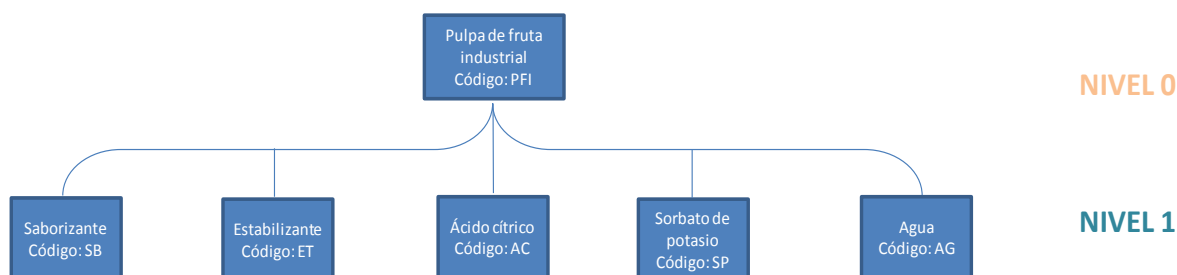 Pulpa de fruta
industrial
Código: PFI
NIVEL 0
Saborizante
Código: SB
Estabilizante
Código: ET
Ácido cítrico
Código: AC
Sorbato de
potasio
Código: SP
Agua
Código: AG
NIVEL 1